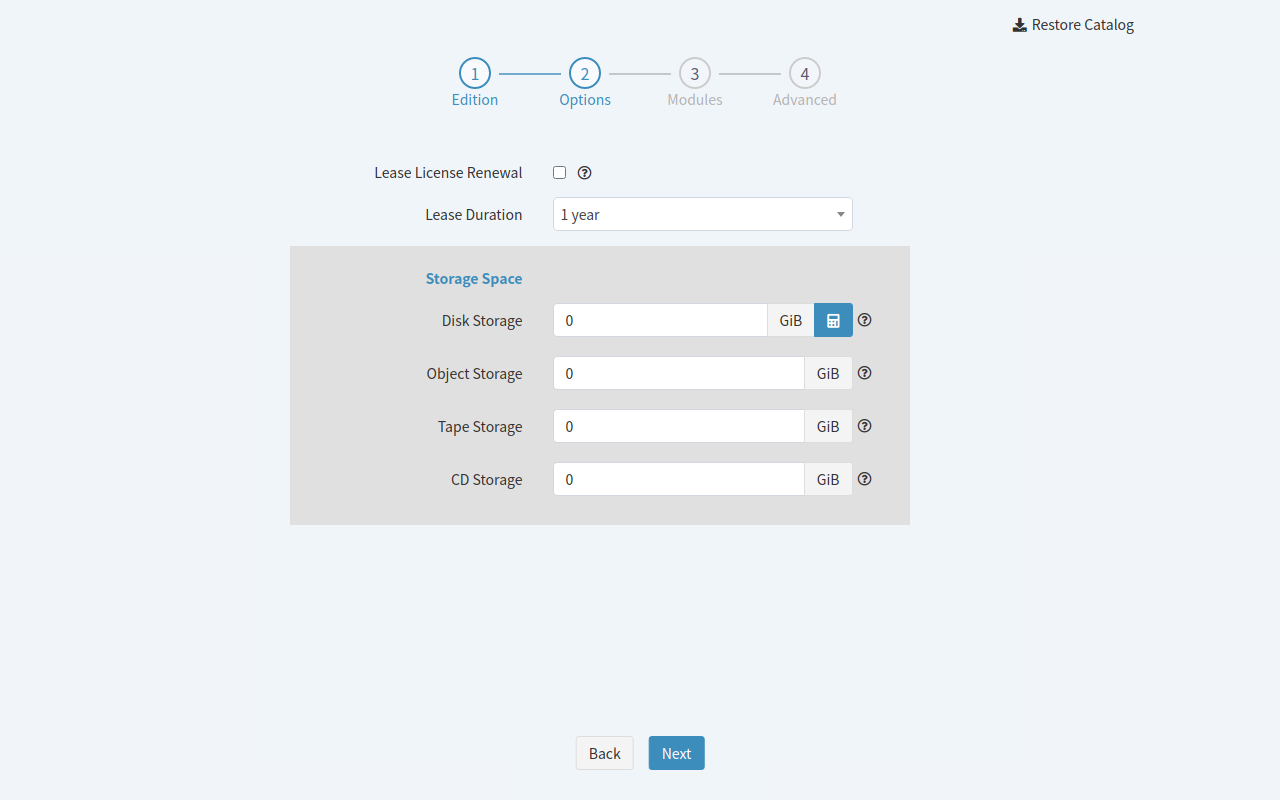 Restore Catalog
1 2 3 4
Edition Options Modules Advanced
Lease License Renewal
Lease Duration 1 year
Storage Space
Disk Storage 0 GiB
Object Storage 0 GiB
Tape Storage 0 GiB
CD Storage 0 GiB
Back Next